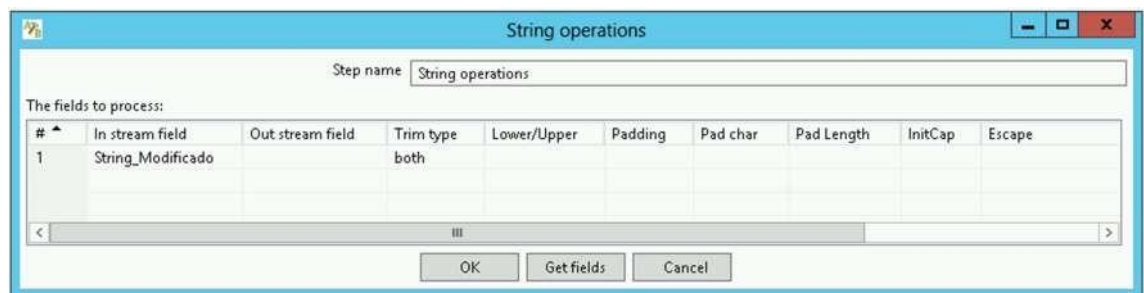 String operations
Step name String operations
The fields to process:
# In stream field Out stream field Trim type Lower/Upper Padding Pad char Pad Length InitCap Escape
1 String_Modificado both
OK Get fields Cancel